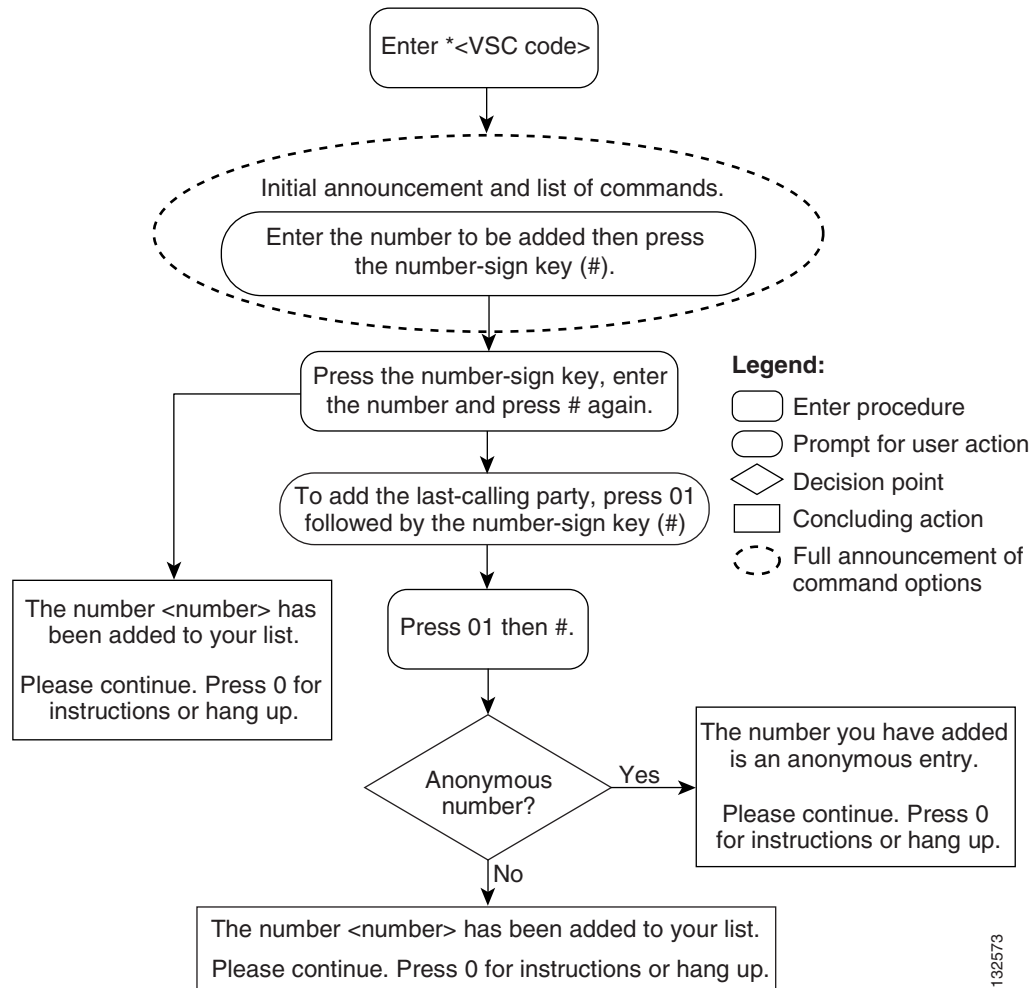 Enter *<VSC code>
Initial announcement and list of commands.
Enter the number to be added then press
the number-sign key (#).
Press the number-sign key, enter
the number and press # again.
To add the last-calling party, press 01
followed by the number-sign key (#)
Legend:
Enter procedure
Prompt for user action
Decision point
Concluding action
Full announcement of
command options
The number <number> has
been added to your list.
Please continue. Press 0 for
instructions or hang up.
Press 01 then #.
Anonymous
number?
Yes
The number you have added
is an anonymous entry.
Please continue. Press 0
for instructions or hang up.
No
The number <number> has been added to your list.
Please continue. Press 0 for instructions or hang up.
132573